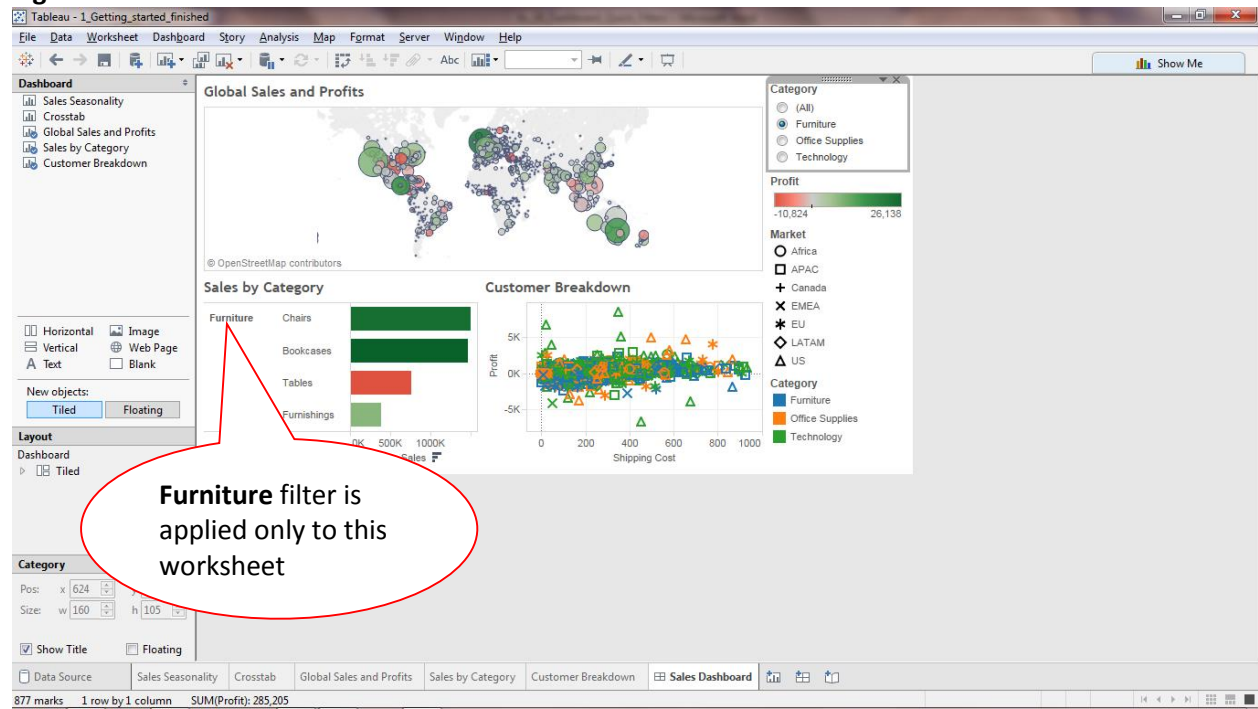 Tableau - 1_Getting_started_finished
File Data Worksheet Dashboard Story Analysis Map Format Server Window Help
Abc
Show Me
Dashboard
Sales Seasonality
Crosstab
Global Sales and Profits
Sales by Category
Customer Breakdown
Horizontal Image
Vertical Web Page
A Text Blank
New objects:
Tiled Floating
Layout
Dashboard
Tiled
Category
Pos: x 624
Size: w 160 h 105
Show Title Floating
Global Sales and Profits
© OpenStreetMap contributors
Sales by Category
Furniture Chairs
Bookcases
Tables
Furnishings
0K 500K 1000K
Sales
Customer Breakdown
Profit
5K
0K
-5K
0 200 400 600 800 1000
Shipping Cost
Category
(All)
Furniture
Office Supplies
Technology
Profit
-10,824 26,138
Market
Africa
APAC
Canada
EMEA
EU
LATAM
US
Category
Furniture
Office Supplies
Technology
Furniture filter is
applied only to this
worksheet
Data Source Sales Seasonality Crosstab Global Sales and Profits Sales by Category Customer Breakdown Sales Dashboard
877 marks 1 row by 1 column SUM(Profit): 285,205